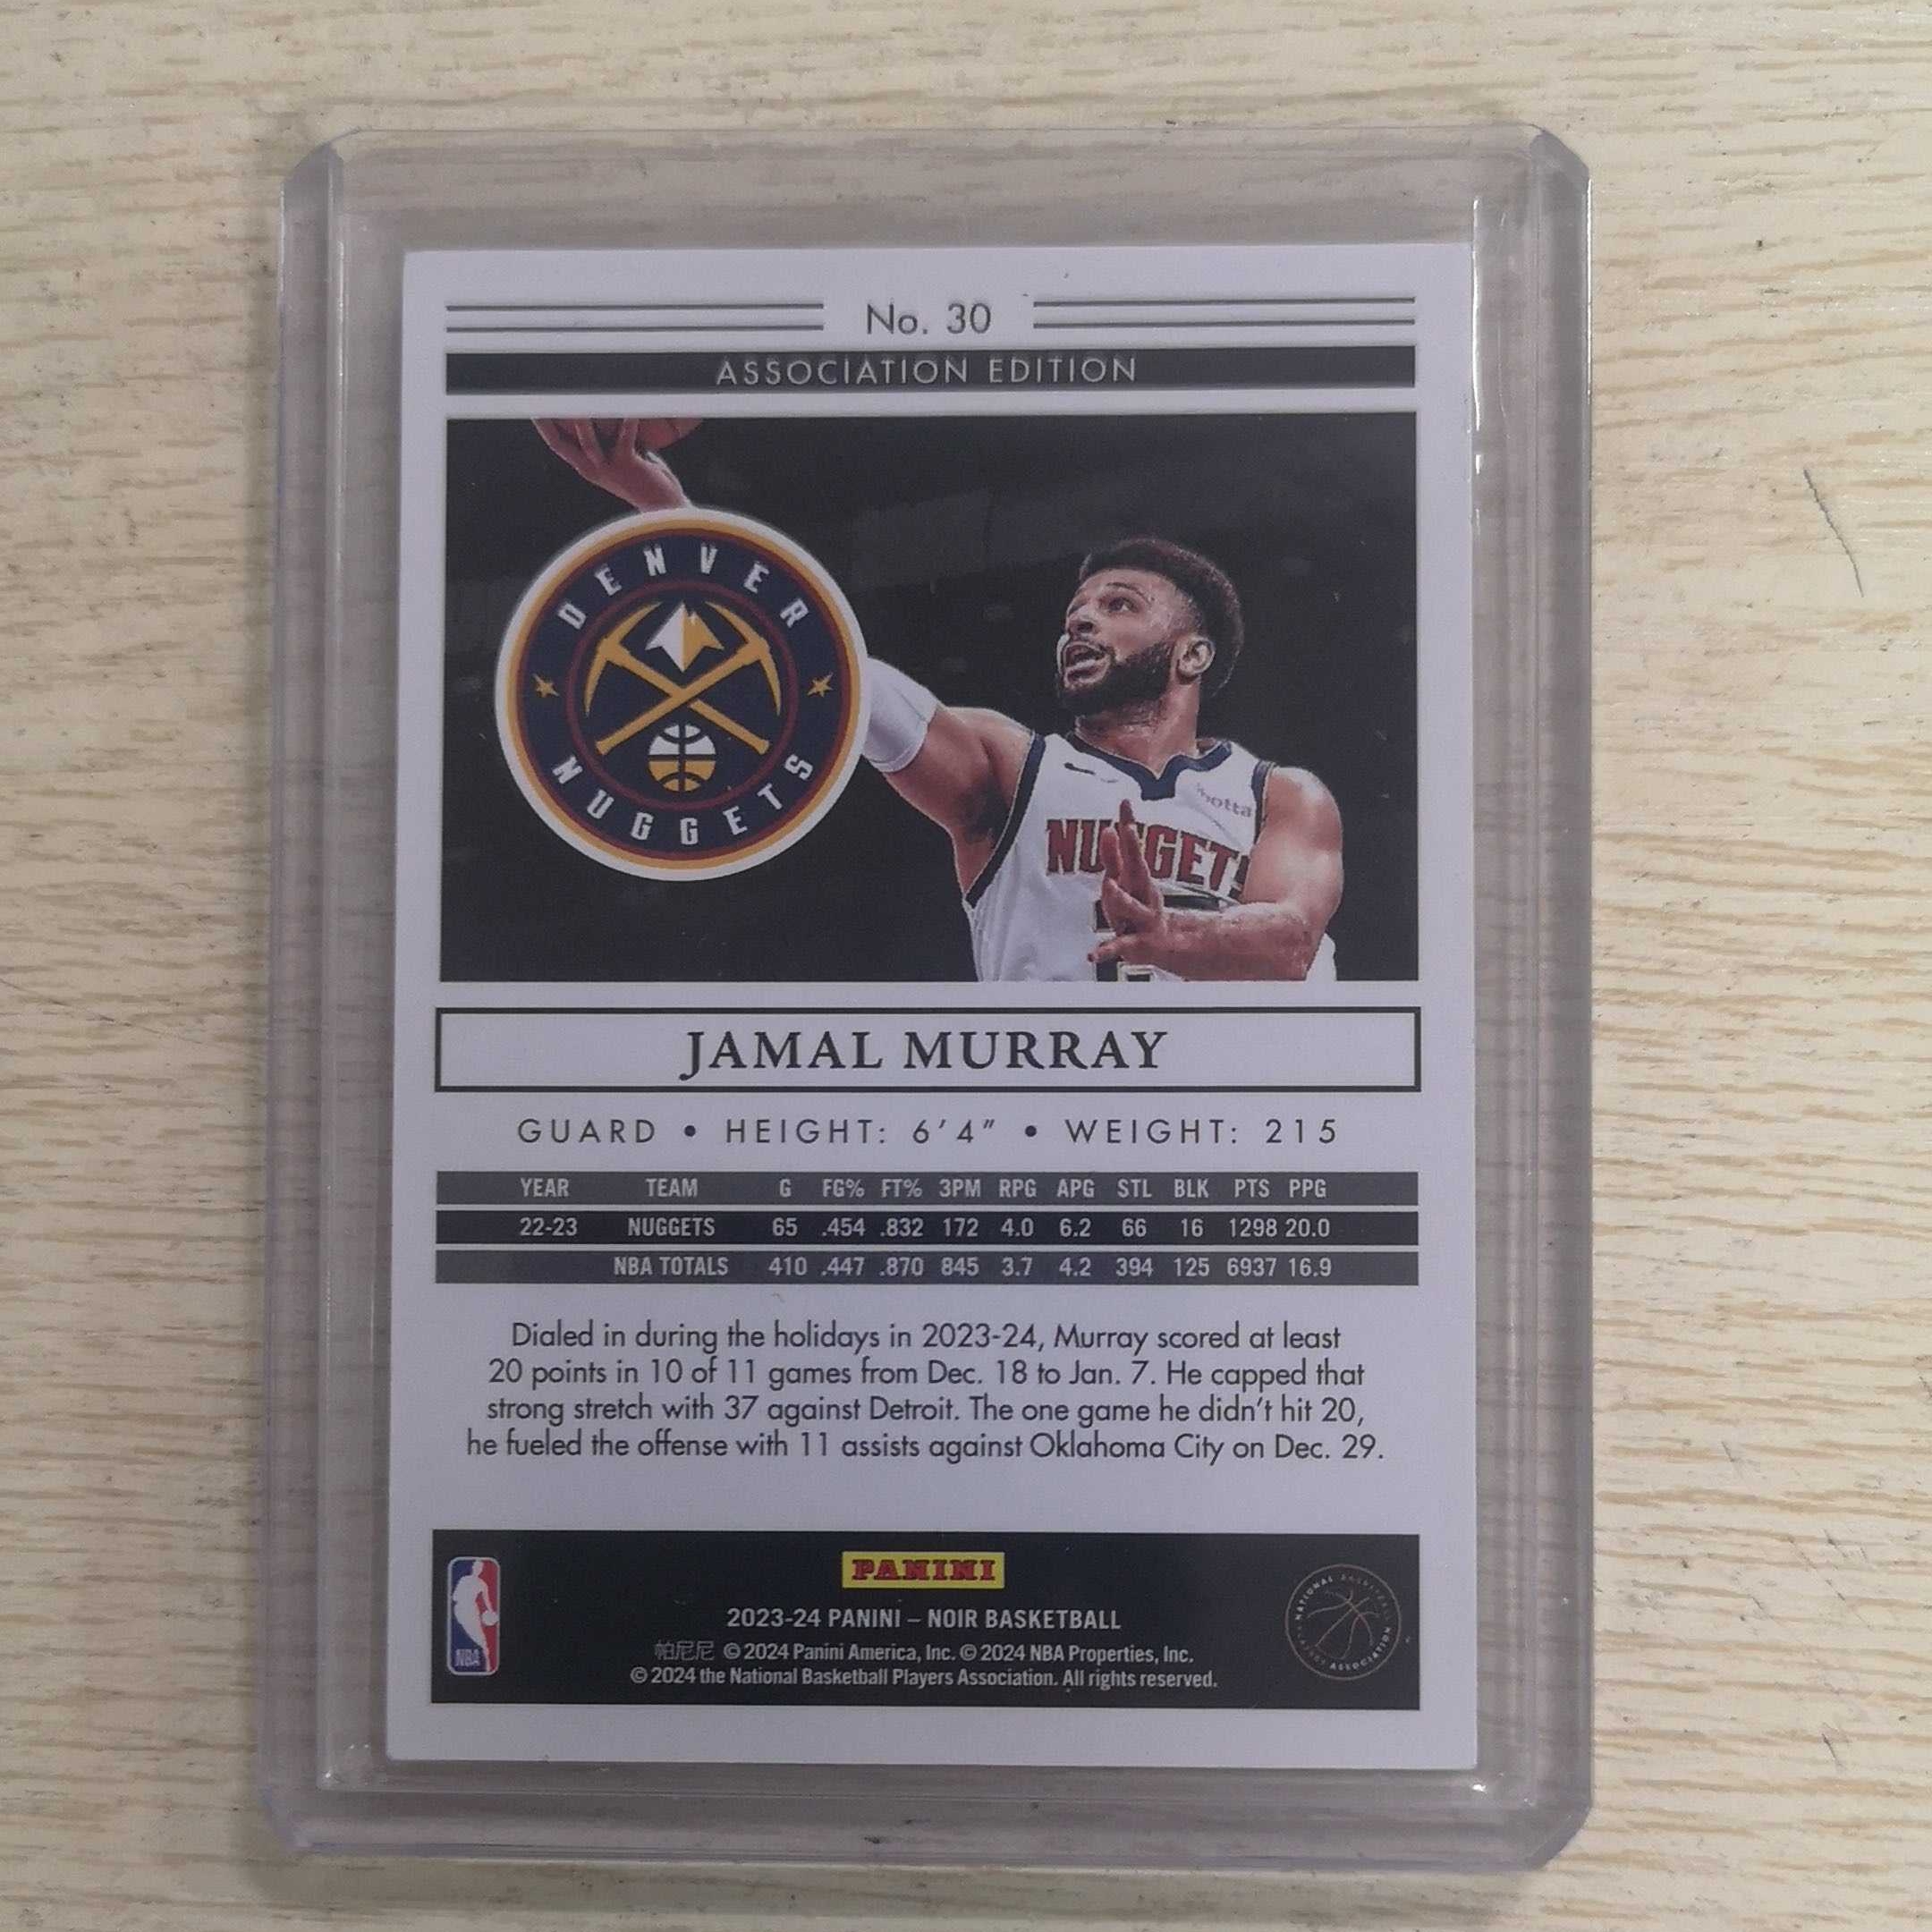 No. 30
ASSOCIATION EDITION
DENVER
NUGGETS
NUGGETS
JAMAL MURRAY
GUARD • HEIGHT: 6'4" • WEIGHT: 215
YEAR TEAM G FG% FT% 3PM RPG APG STL BLK PTS PPG
22-23 NUGGETS 65 .454 .832 172 4.0 6.2 66 16 1298 20.0
NBA TOTALS 410 .447 .870 845 3.7 4.2 394 125 6937 16.9
Dialed in during the holidays in 2023-24, Murray scored at least
20 points in 10 of 11 games from Dec. 18 to Jan. 7. He capped that
strong stretch with 37 against Detroit. The one game he didn't hit 20,
he fueled the offense with 11 assists against Oklahoma City on Dec. 29.
PANINI
2023-24 PANINI – NOIR BASKETBALL
帕尼尼 © 2024 Panini America, Inc. © 2024 NBA Properties, Inc.
© 2024 the National Basketball Players Association. All rights reserved.
NBA
NATIONAL BASKETBALL PLAYERS ASSOCIATION